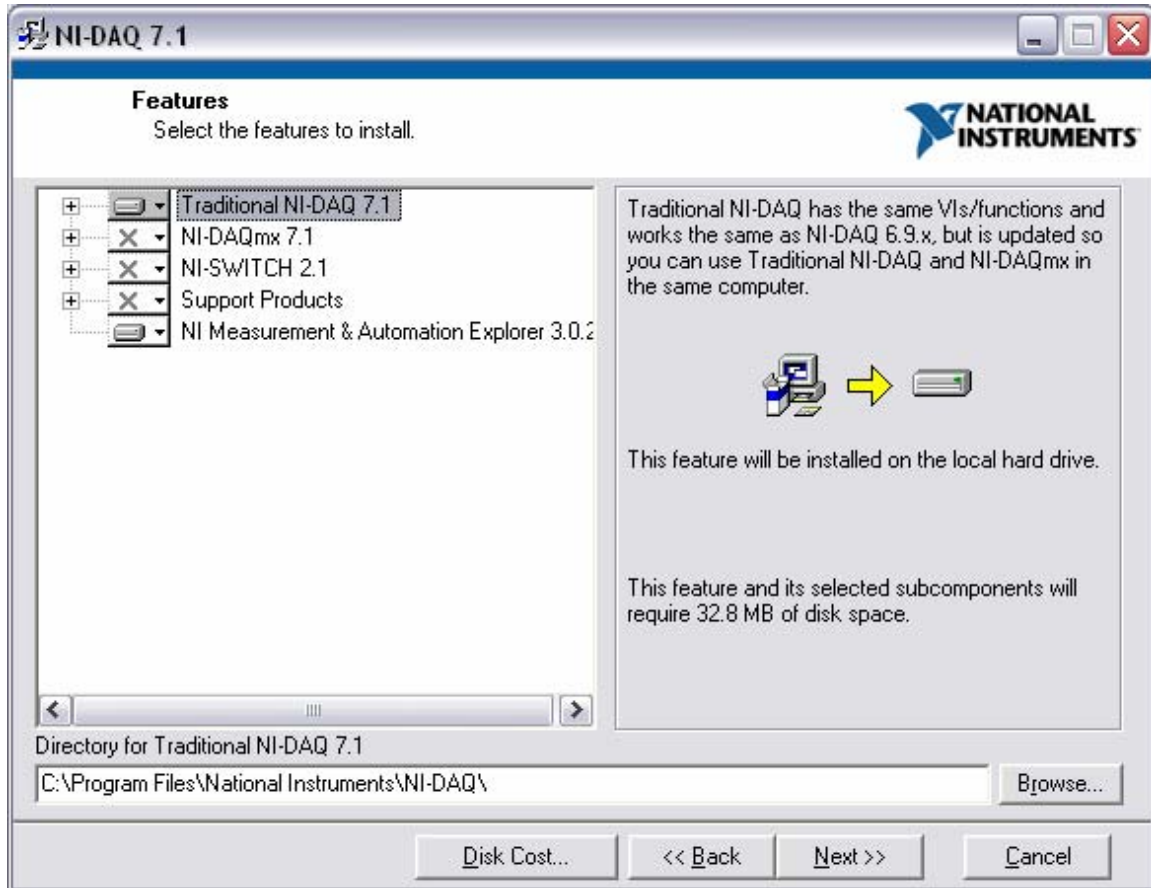 NI-DAQ 7.1
Features
Select the features to install.
NATIONAL
INSTRUMENTS
Traditional NI-DAQ 7.1
NI-DAQmx 7.1
NI-SWITCH 2.1
Support Products
NI Measurement & Automation Explorer 3.0.2
Traditional NI-DAQ has the same VIs/functions and
works the same as NI-DAQ 6.9.x, but is updated so
you can use Traditional NI-DAQ and NI-DAQmx in
the same computer.
This feature will be installed on the local hard drive.
This feature and its selected subcomponents will
require 32.8 MB of disk space.
Directory for Traditional NI-DAQ 7.1
C:\Program Files\National Instruments\NI-DAQ\
Browse...
Disk Cost...
<< Back
Next >>
Cancel